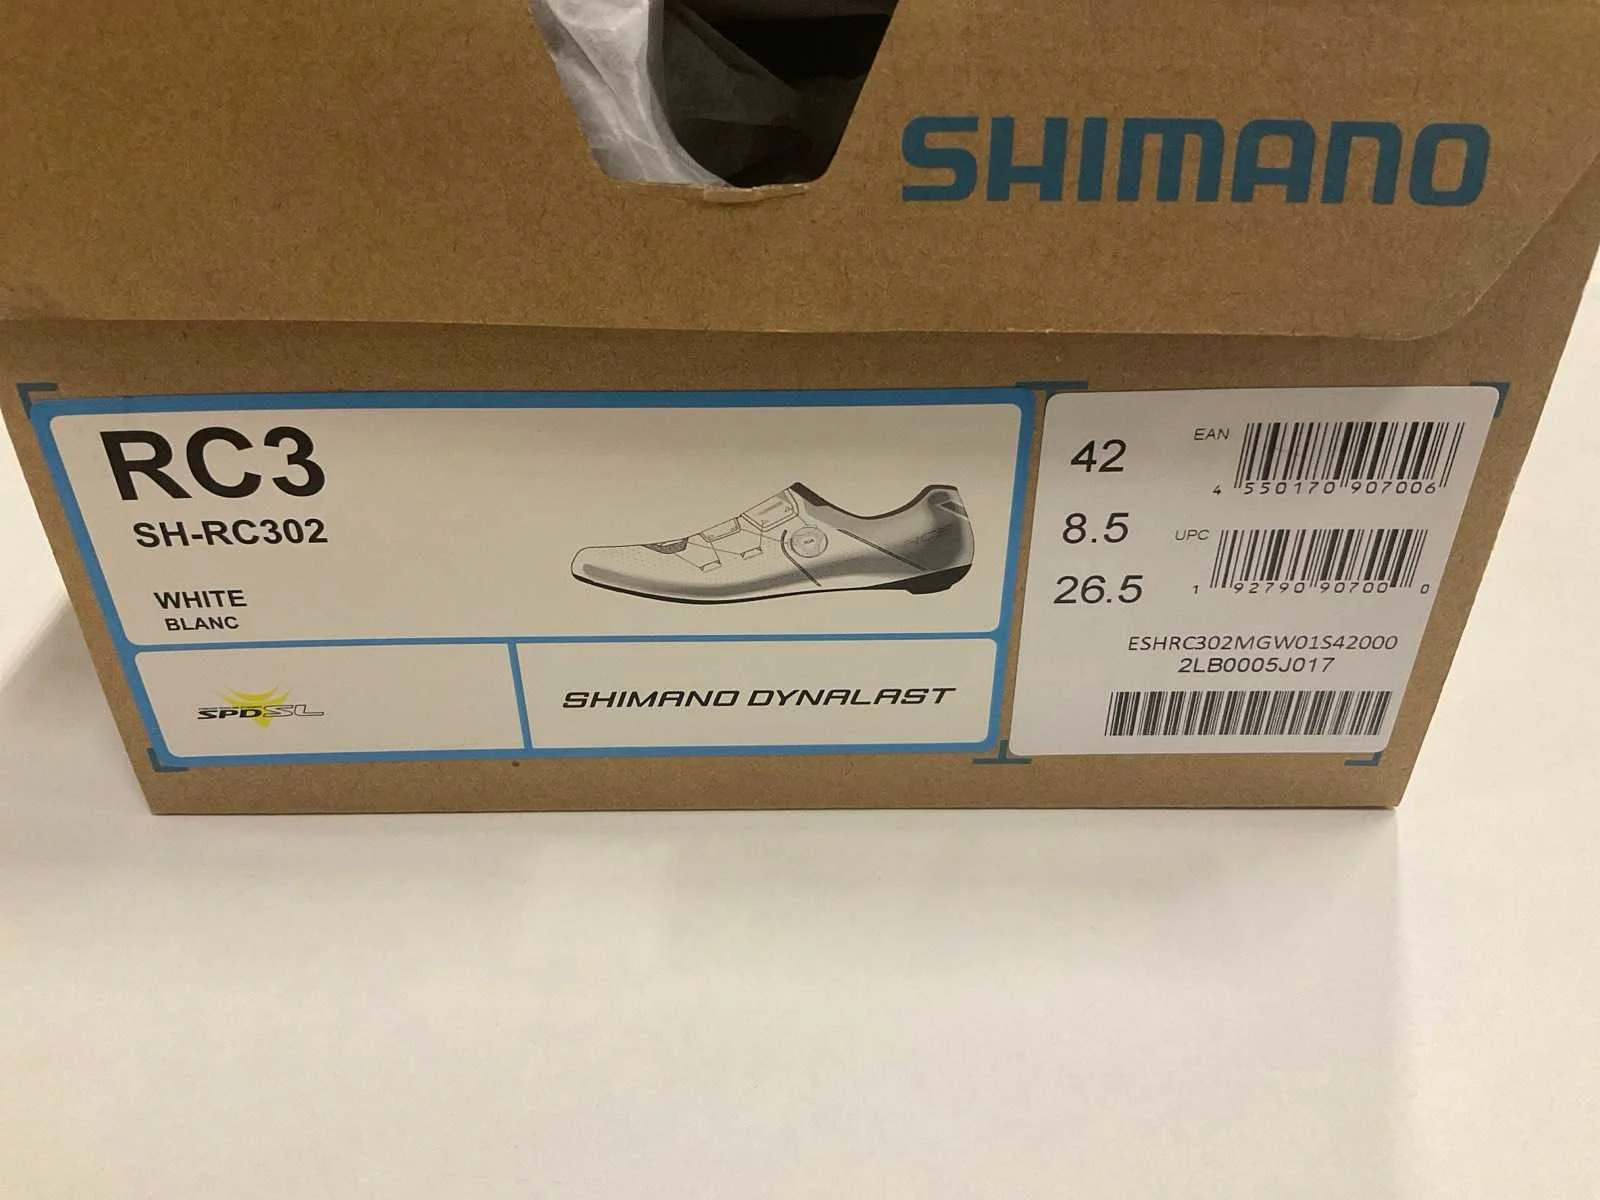 SHIMANO
RC3
SH-RC302
WHITE
BLANC
SPD SL
SHIMANO DYNALAST
42
8.5
26.5
EAN
4 550170 907006
UPC
1 92790 90700 0
ESHRC302MGW01S42000
2LB0005J017